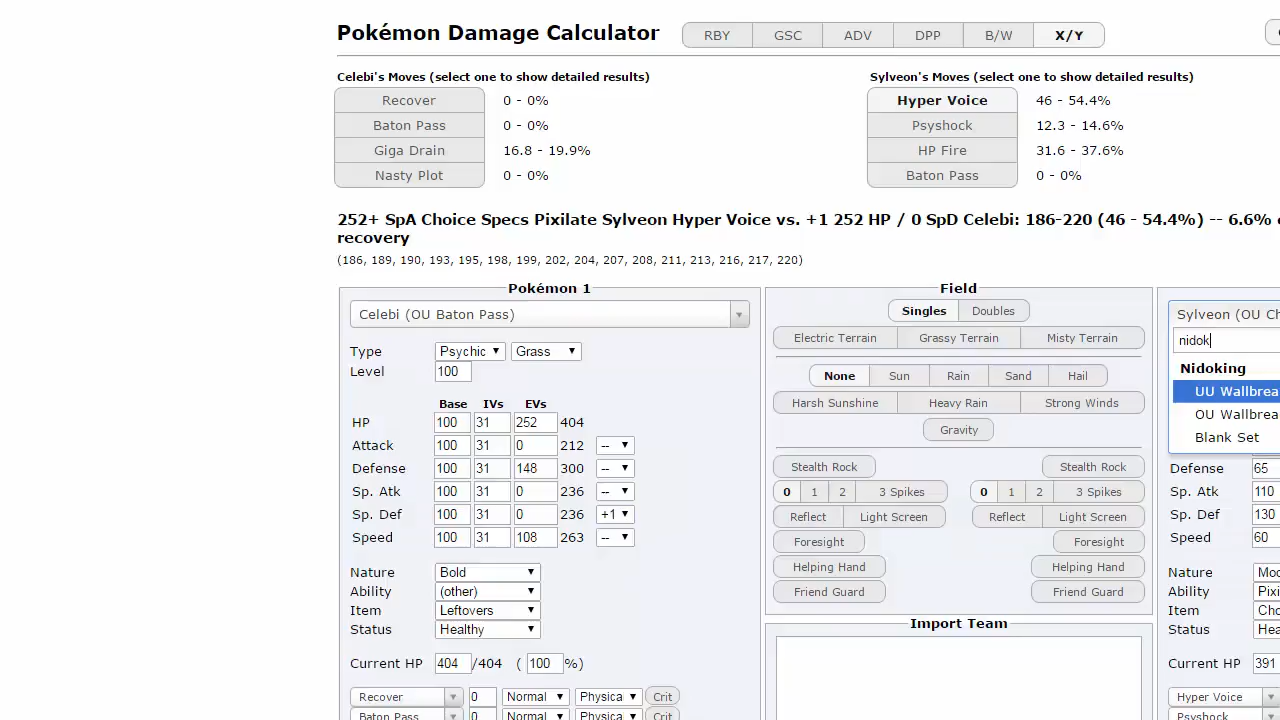 Pokémon Damage Calculator RBY GSC ADV DPP B/W X/Y
Celebi's Moves (select one to show detailed results) Sylveon's Moves (select one to show detailed results)
Recover 0 - 0% Hyper Voice 46 - 54.4%
Baton Pass 0 - 0% Psyshock 12.3 - 14.6%
Giga Drain 16.8 - 19.9% HP Fire 31.6 - 37.6%
Nasty Plot 0 - 0% Baton Pass 0 - 0%
252+ SpA Choice Specs Pixilate Sylveon Hyper Voice vs. +1 252 HP / 0 SpD Celebi: 186-220 (46 - 54.4%) -- 6.6%
recovery
(186, 189, 190, 193, 195, 198, 199, 202, 204, 207, 208, 211, 213, 216, 217, 220)
Pokémon 1
Celebi (OU Baton Pass)
Type Psychic Grass
Level 100
Base IVs EVs
HP 100 31 252 404
Attack 100 31 0 212 --
Defense 100 31 148 300 --
Sp. Atk 100 31 0 236 --
Sp. Def 100 31 0 236 +1
Speed 100 31 108 263 --
Nature Bold
Ability (other)
Item Leftovers
Status Healthy
Current HP 404 /404 ( 100 %)
Recover 0 Normal Physica Crit
Baton Pass 0 Normal Physica Crit
Field
Singles Doubles
Electric Terrain Grassy Terrain Misty Terrain
None Sun Rain Sand Hail
Harsh Sunshine Heavy Rain Strong Winds
Gravity
Stealth Rock Stealth Rock
0 1 2 3 Spikes 0 1 2 3 Spikes
Reflect Light Screen Reflect Light Screen
Foresight Foresight
Helping Hand Helping Hand
Friend Guard Friend Guard
Import Team
Sylveon (OU Ch
nidok
Nidoking
UU Wallbrea
OU Wallbrea
Blank Set
Defense 65
Sp. Atk 110
Sp. Def 130
Speed 60
Nature Mod
Ability Pixi
Item Cho
Status Hea
Current HP 391
Hyper Voice
Psyshock